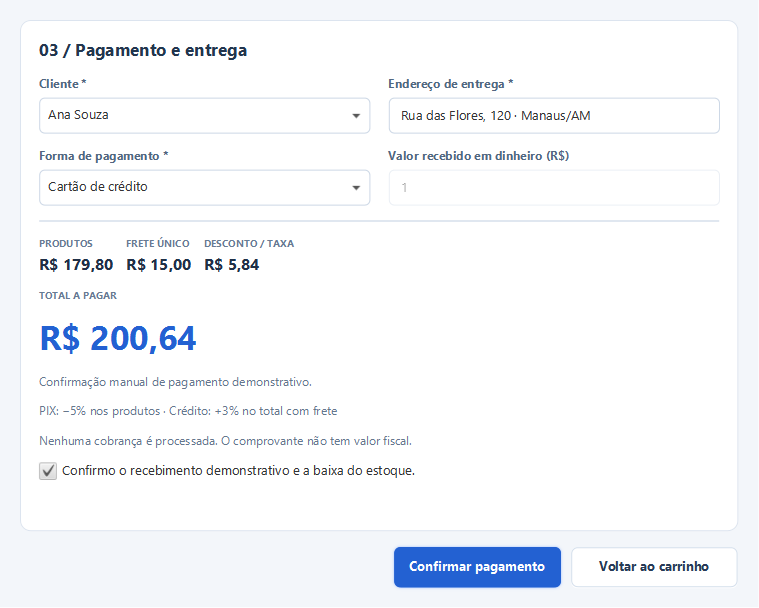 03 / Pagamento e entrega
Cliente * Endereço de entrega *
Ana Souza Rua das Flores, 120 · Manaus/AM
Forma de pagamento * Valor recebido em dinheiro (R$)
Cartão de crédito 1
PRODUTOS FRETE ÚNICO DESCONTO / TAXA
R$ 179,80 R$ 15,00 R$ 5,84
TOTAL A PAGAR
R$ 200,64
Confirmação manual de pagamento demonstrativo.
PIX: −5% nos produtos · Crédito: +3% no total com frete
Nenhuma cobrança é processada. O comprovante não tem valor fiscal.
Confirmo o recebimento demonstrativo e a baixa do estoque.
Confirmar pagamento Voltar ao carrinho